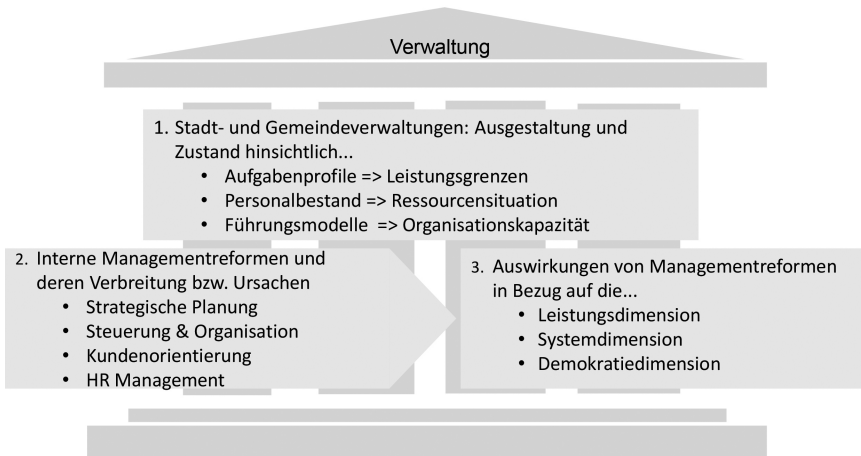 Verwaltung
1. Stadt- und Gemeindeverwaltungen: Ausgestaltung und
Zustand hinsichtlich...
• Aufgabenprofile => Leistungsgrenzen
• Personalbestand => Ressourcensituation
• Führungsmodelle => Organisationskapazität
2. Interne Managementreformen und
deren Verbreitung bzw. Ursachen
• Strategische Planung
• Steuerung & Organisation
• Kundenorientierung
• HR Management
3. Auswirkungen von Managementreformen
in Bezug auf die...
• Leistungsdimension
• Systemdimension
• Demokratiedimension